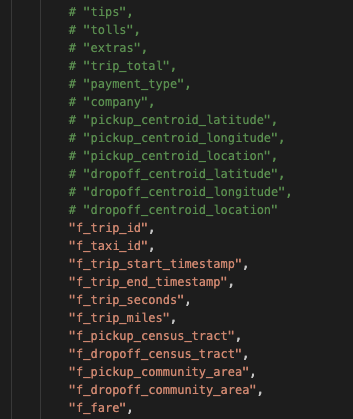 # "tips",
# "tolls",
# "extras",
# "trip_total",
# "payment_type",
# "company",
# "pickup_centroid_latitude",
# "pickup_centroid_longitude",
# "pickup_centroid_location",
# "dropoff_centroid_latitude",
# "dropoff_centroid_longitude",
# "dropoff_centroid_location"
"f_trip_id",
"f_taxi_id",
"f_trip_start_timestamp",
"f_trip_end_timestamp",
"f_trip_seconds",
"f_trip_miles",
"f_pickup_census_tract",
"f_dropoff_census_tract",
"f_pickup_community_area",
"f_dropoff_community_area",
"f_fare",